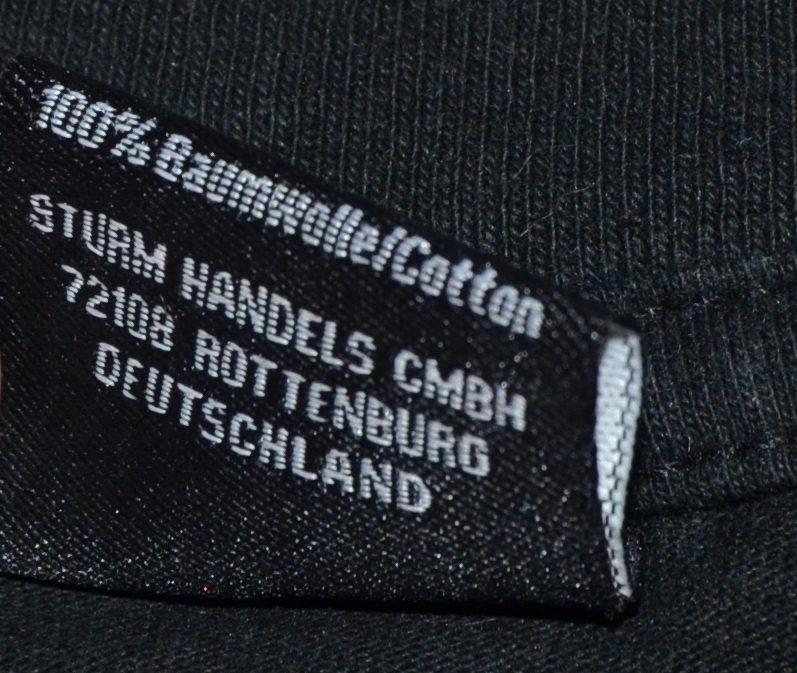 100% Baumwolle/Cotton
STURM HANDELS GMBH
72108 ROTTENBURG
DEUTSCHLAND